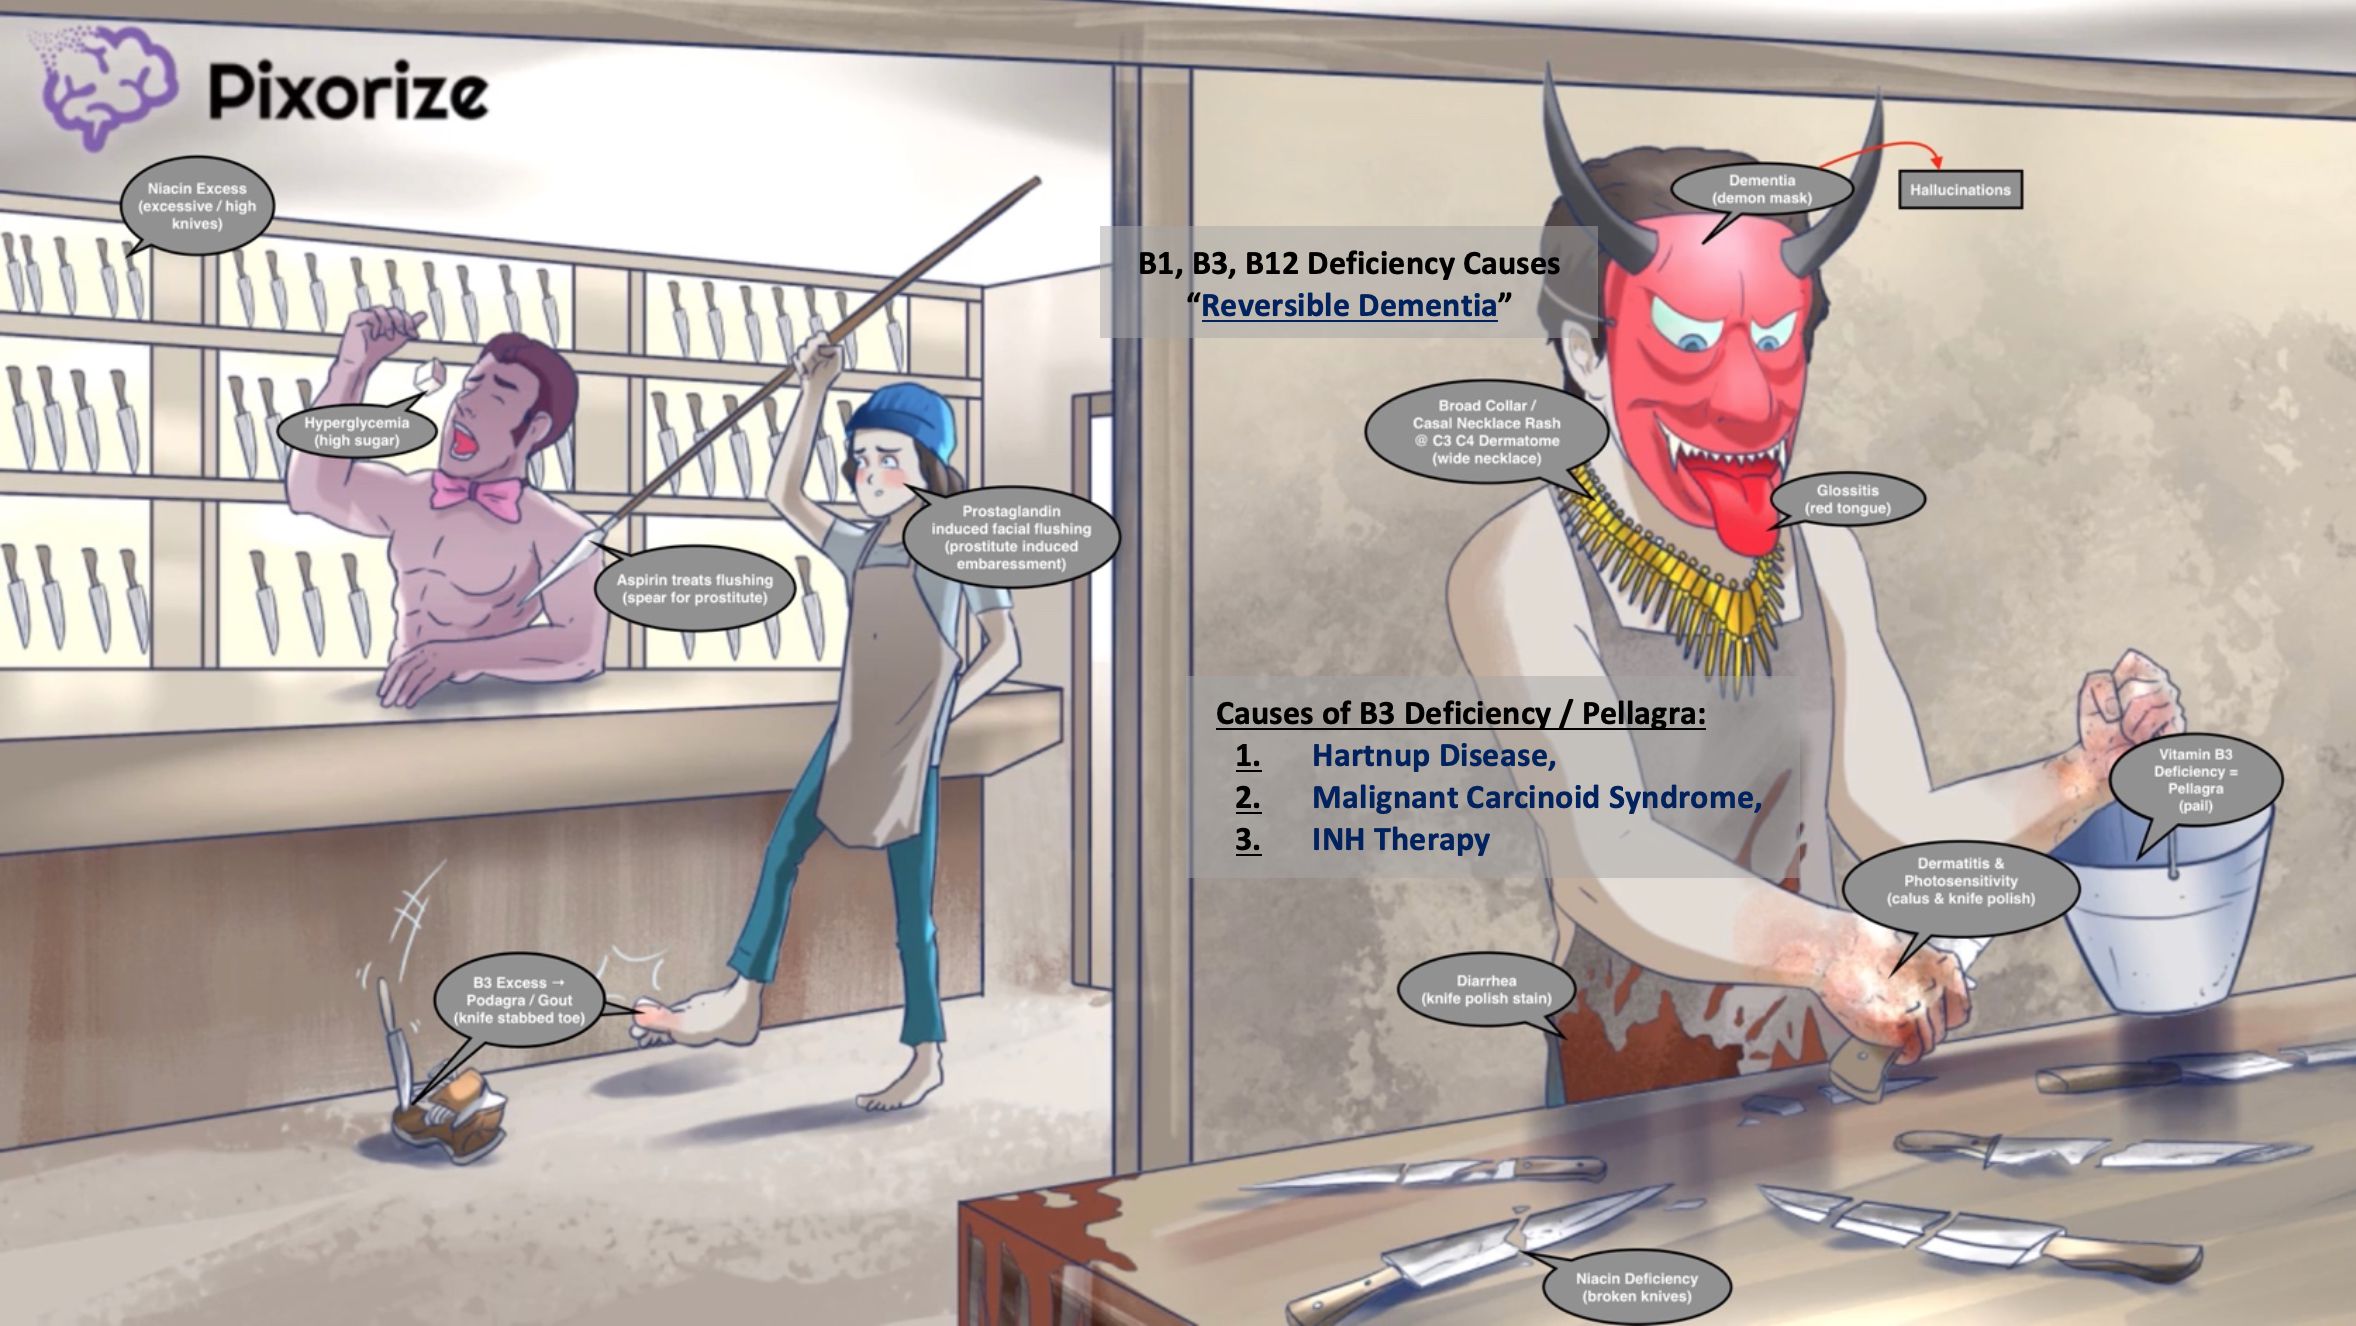 Pixorize
Niacin Excess
(excessive / high
knives)
Hyperglycemia
(high sugar)
Aspirin treats flushing
(spear for prostitute)
Prostaglandin
induced facial flushing
(prostitute induced
embaressment)
B3 Excess →
Podagra / Gout
(knife stabbed toe)
Dementia
(demon mask)
Hallucinations
B1, B3, B12 Deficiency Causes
“Reversible Dementia”
Broad Collar /
Casal Necklace Rash
@ C3 C4 Dermatome
(wide necklace)
Glossitis
(red tongue)
Causes of B3 Deficiency / Pellagra:
1. Hartnup Disease,
2. Malignant Carcinoid Syndrome,
3. INH Therapy
Vitamin B3
Deficiency =
Pellagra
(pail)
Dermatitis &
Photosensitivity
(calus & knife polish)
Diarrhea
(knife polish stain)
Niacin Deficiency
(broken knives)